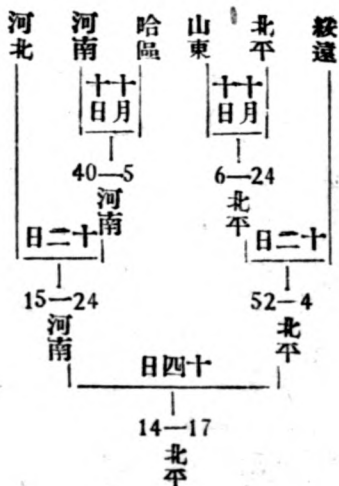 綏遠
北平
山東
哈區
河南
河北
十月
十日
十月
十日
6—24
北平
40—5
河南
十二日
十二日
52—4
北平
15—24
河南
十四日
14—17
北平